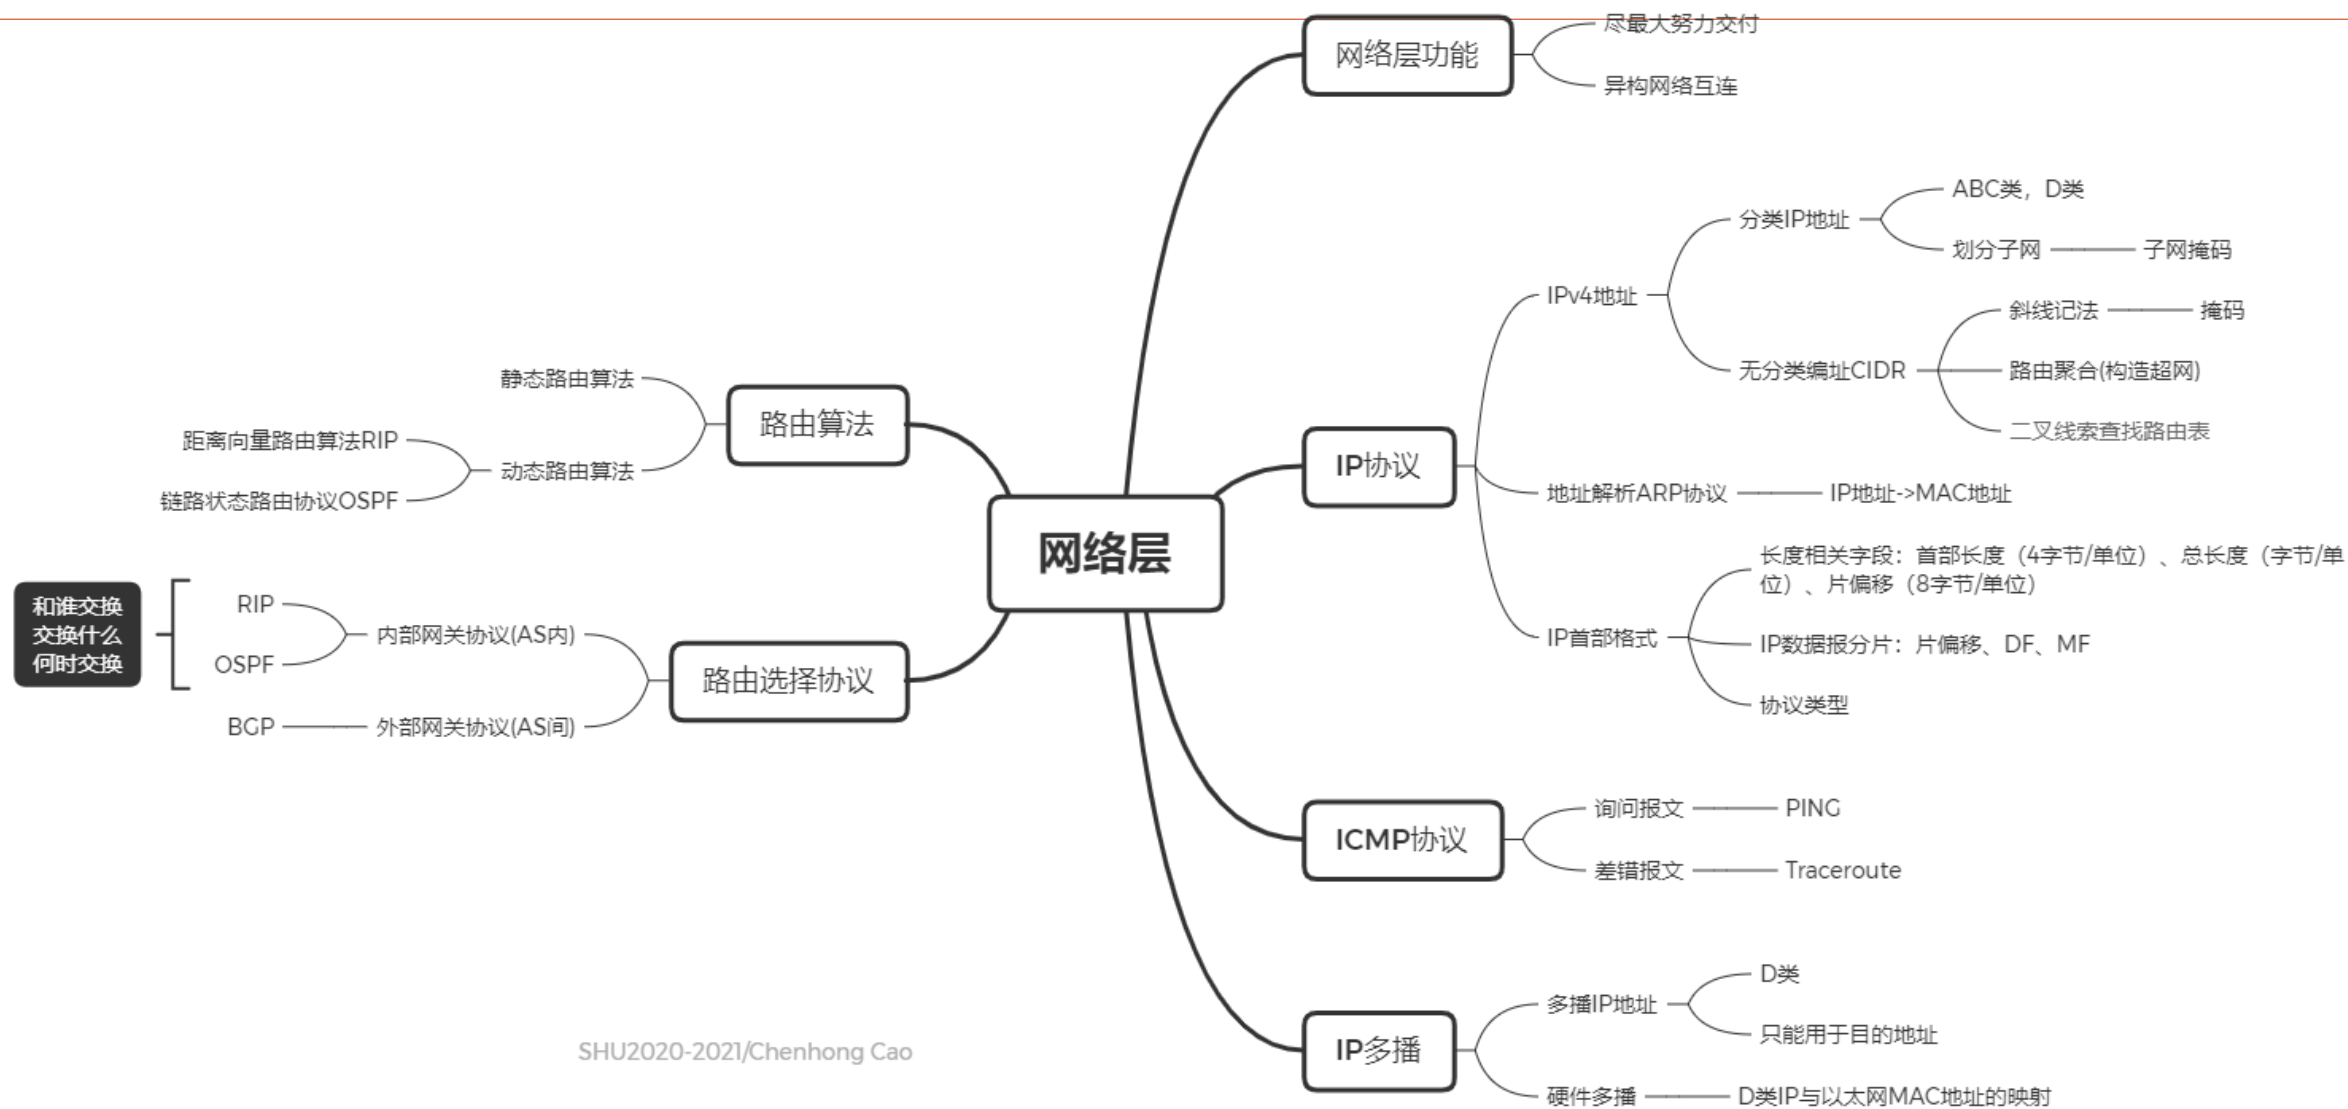 网络层
网络层功能
尽最大努力交付
异构网络互连
IP协议
IPv4地址
分类IP地址
ABC类，D类
划分子网
子网掩码
无分类编址CIDR
斜线记法
掩码
路由聚合(构造超网)
二叉线索查找路由表
地址解析ARP协议
IP地址->MAC地址
IP首部格式
长度相关字段：首部长度（4字节/单位）、总长度（字节/单
位）、片偏移（8字节/单位）
IP数据报分片：片偏移、DF、MF
协议类型
ICMP协议
询问报文
PING
差错报文
Traceroute
IP多播
多播IP地址
D类
只能用于目的地址
硬件多播
D类IP与以太网MAC地址的映射
路由算法
静态路由算法
动态路由算法
距离向量路由算法RIP
链路状态路由协议OSPF
路由选择协议
内部网关协议(AS内)
RIP
OSPF
和谁交换
交换什么
何时交换
外部网关协议(AS间)
BGP
SHU2020-2021/Chenhong Cao